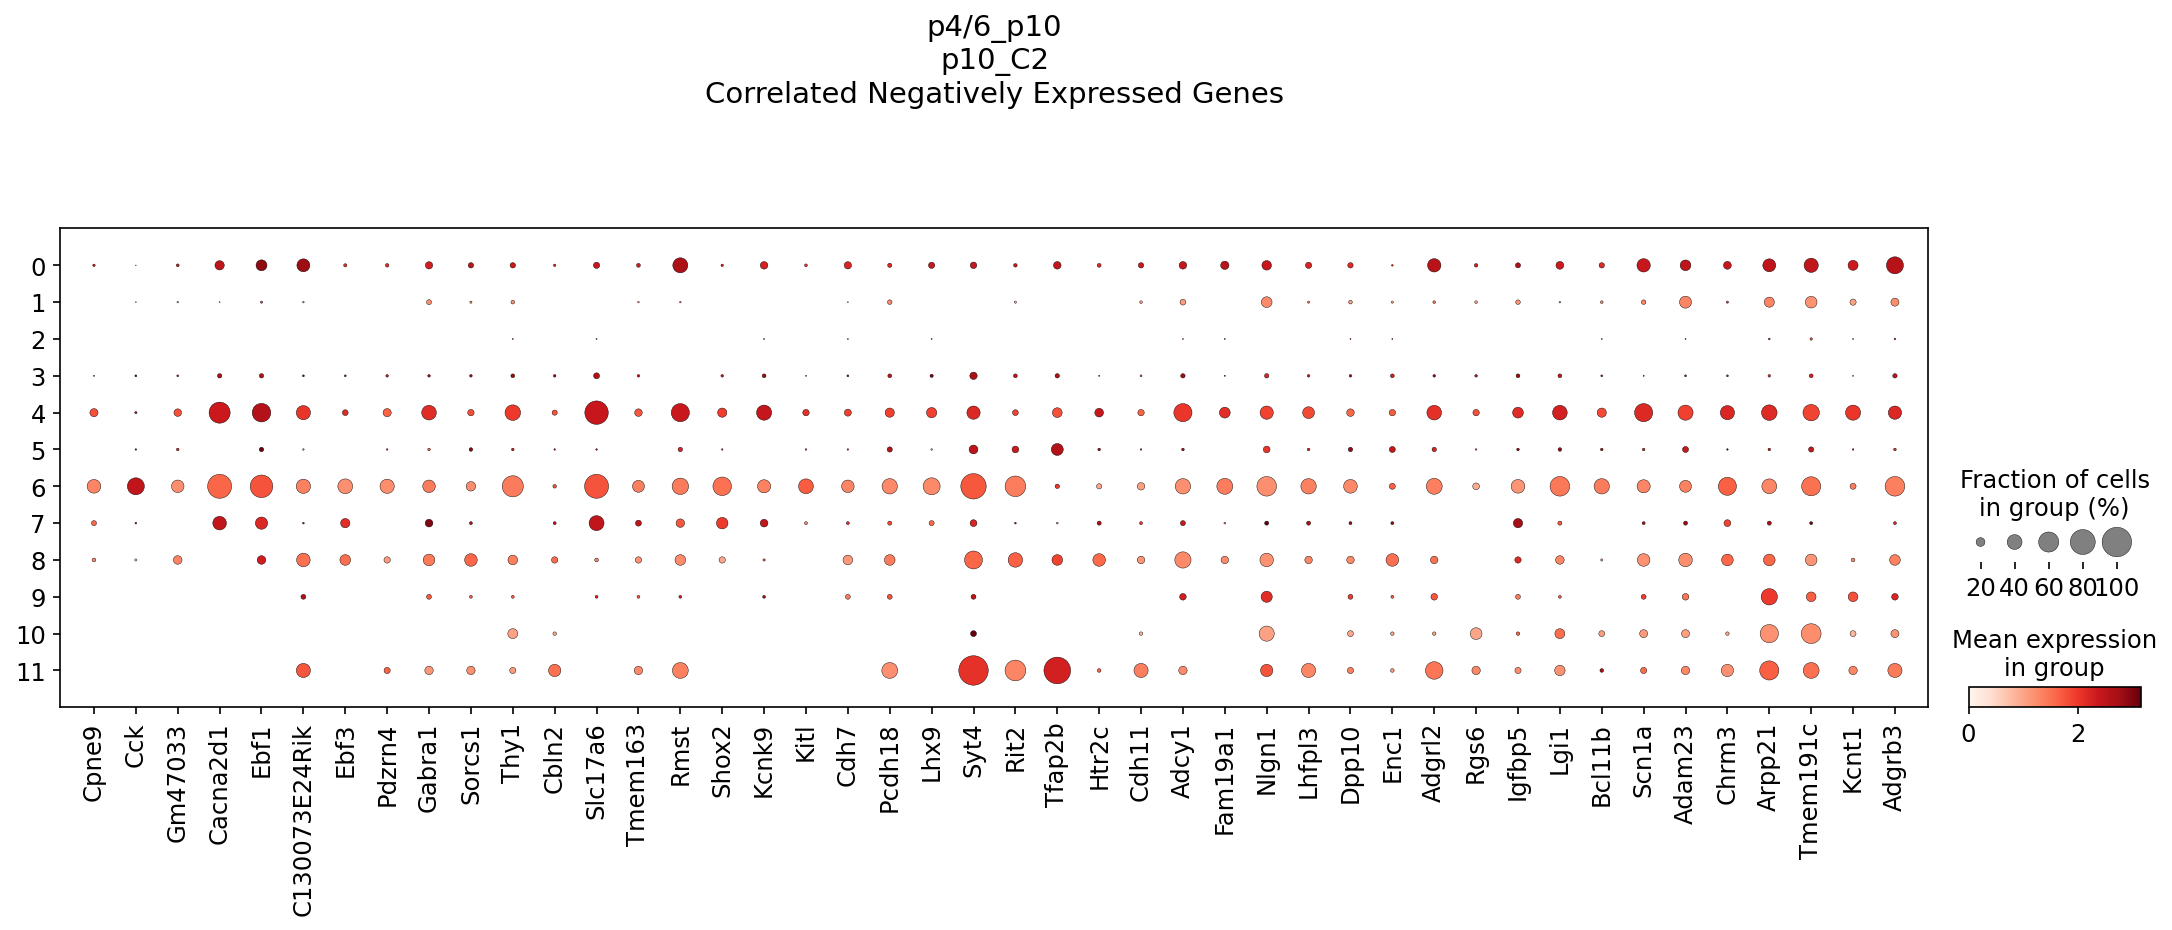 p4/6_p10
p10_C2
Correlated Negatively Expressed Genes
0
1
2
3
4
5
6
7
8
9
10
11
Cpne9
Cck
Gm47033
Cacna2d1
Ebf1
C130073E24Rik
Ebf3
Pdzrn4
Gabra1
Sorcs1
Thy1
Cbln2
Slc17a6
Tmem163
Rmst
Shox2
Kcnk9
Kitl
Cdh7
Pcdh18
Lhx9
Syt4
Rit2
Tfap2b
Htr2c
Cdh11
Adcy1
Fam19a1
Nlgn1
Lhfpl3
Dpp10
Enc1
Adgrl2
Rgs6
Igfbp5
Lgi1
Bcl11b
Scn1a
Adam23
Chrm3
Arpp21
Tmem191c
Kcnt1
Adgrb3
Fraction of cells
in group (%)
20 40 60 80 100
Mean expression
in group
0 2